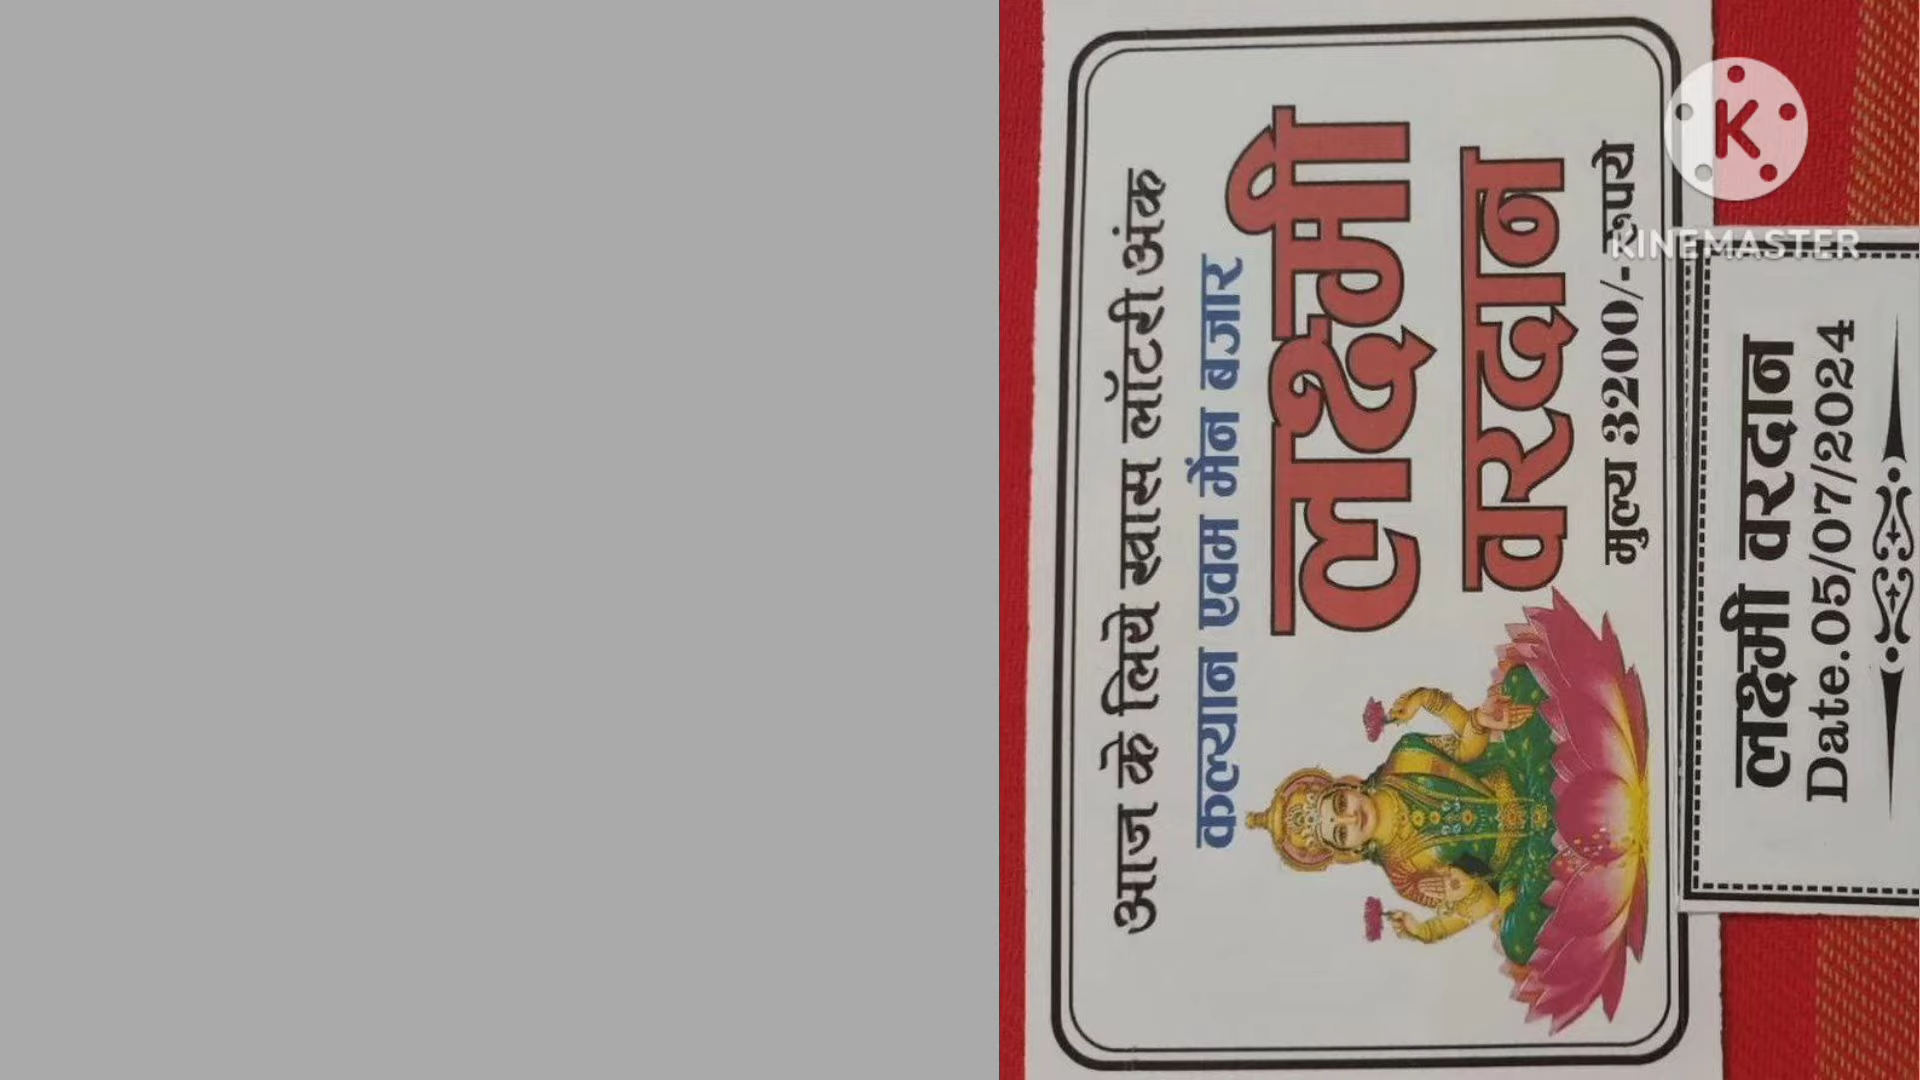 आज के लिये खास लॉटरी अंक
कल्यान एवम मेंन बजार
लक्ष्मी
वरदान
मुल्य 3200/- रूपये
लक्ष्मी वरदान
Date.05/07/2024
K
KINEMASTER